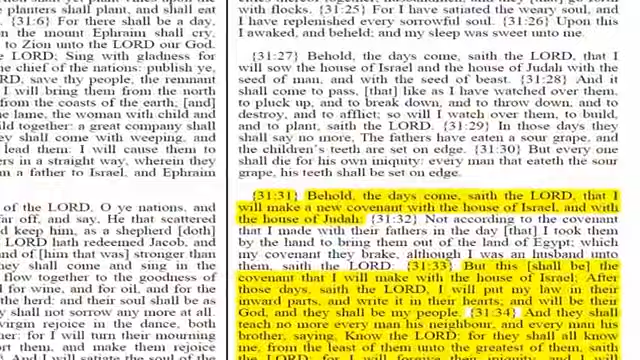 planters shall plant, and shall eat
{31:6} For there shall be a day,
on the mount Ephraim shall cry,
to Zion unto the LORD our God.
LORD; Sing with gladness for
the chief of the nations: publish ye,
LORD, save thy people, the remnant
I will bring them from the north
from the coasts of the earth, [and]
the lame, the woman with child and
ild together: a great company shall
ey shall come with weeping, and
lead them: I will cause them to
ers in a straight way, wherein they
n a father to Israel, and Ephraim
of the LORD, O ye nations, and
far off, and say, He that scattered
d keep him, as a shepherd [doth]
LORD hath redeemed Jacob, and
nd of [him that was] stronger than
hey shall come and sing in the
flow together to the goodness of
for wine, and for oil, and for the
the herd: and their soul shall be as
y shall not sorrow any more at all.
virgin rejoice in the dance, both
her: for I will turn their mourning
rt them, and make them rejoice
And I will satiate the soul of the
with flocks. {31:25} For I have satiated the weary soul, and
I have replenished every sorrowful soul. {31:26} Upon this
I awaked, and beheld; and my sleep was sweet unto me.
{31:27} Behold, the days come, saith the LORD, that I
will sow the house of Israel and the house of Judah with the
seed of man, and with the seed of beast. {31:28} And it
shall come to pass, [that] like as I have watched over them,
to pluck up, and to break down, and to throw down, and to
destroy, and to afflict; so will I watch over them, to build,
and to plant, saith the LORD. {31:29} In those days they
shall say no more, The fathers have eaten a sour grape, and
the children's teeth are set on edge. {31:30} But every one
shall die for his own iniquity: every man that eateth the sour
grape, his teeth shall be set on edge.
{31:31} Behold, the days come, saith the LORD, that I
will make a new covenant with the house of Israel, and with
the house of Judah: {31:32} Not according to the covenant
that I made with their fathers in the day [that] I took them
by the hand to bring them out of the land of Egypt; which
my covenant they brake, although I was an husband unto
them, saith the LORD: {31:33} But this [shall be] the
covenant that I will make with the house of Israel; After
those days, saith the LORD, I will put my law in their
inward parts, and write it in their hearts; and will be their
God, and they shall be my people. {31:34} And they shall
teach no more every man his neighbour, and every man his
brother, saying, Know the LORD: for they shall all know
me, from the least of them unto the greatest of them, saith
the LORD: for I will forgive their iniquity, and I will